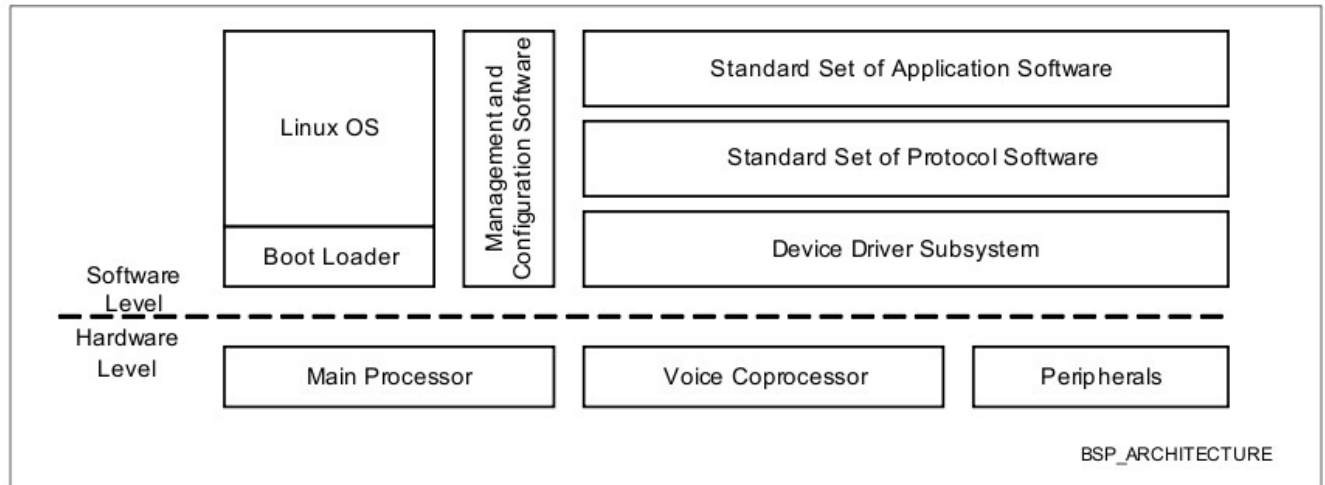 Linux OS
Boot Loader
Management and
Configuration Software
Standard Set of Application Software
Standard Set of Protocol Software
Device Driver Subsystem
Software
Level
Hardware
Level
Main Processor
Voice Coprocessor
Peripherals
BSP_ARCHITECTURE